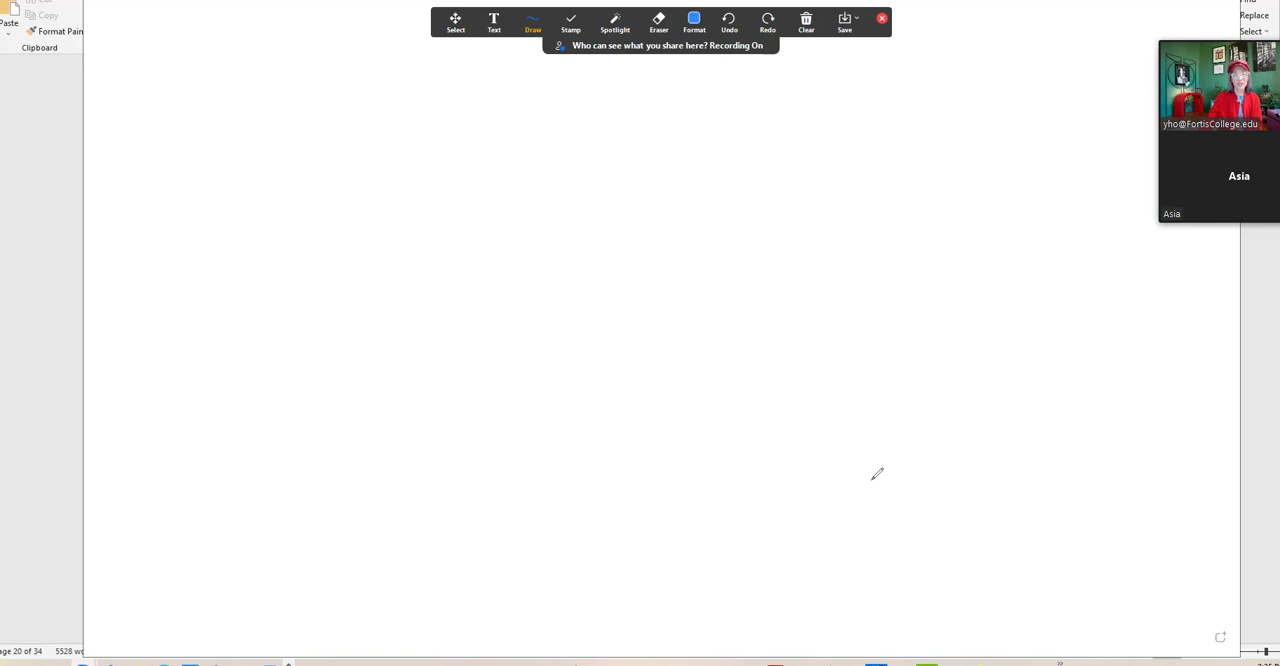 Paste
Copy
Format Pain
Clipboard
Select
Text
Draw
Stamp
Spotlight
Eraser
Format
Undo
Redo
Clear
Save
Who can see what you share here? Recording On
Replace
Select
yho@FortisCollege.edu
Asia
Asia
age 20 of 34
5528 wo